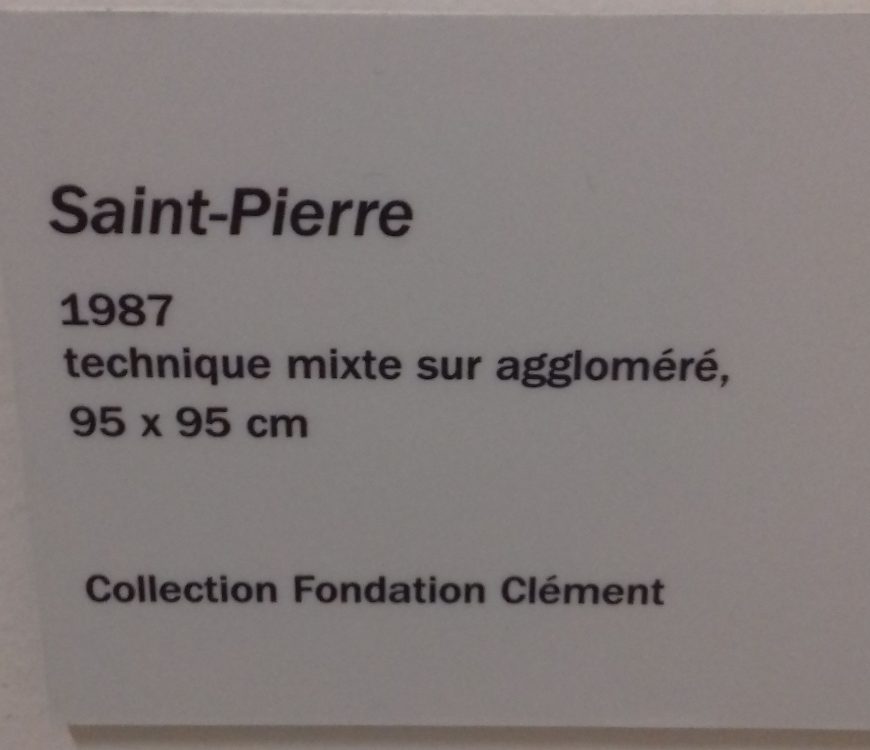 Saint-Pierre
1987
technique mixte sur aggloméré,
95 x 95 cm
Collection Fondation Clément